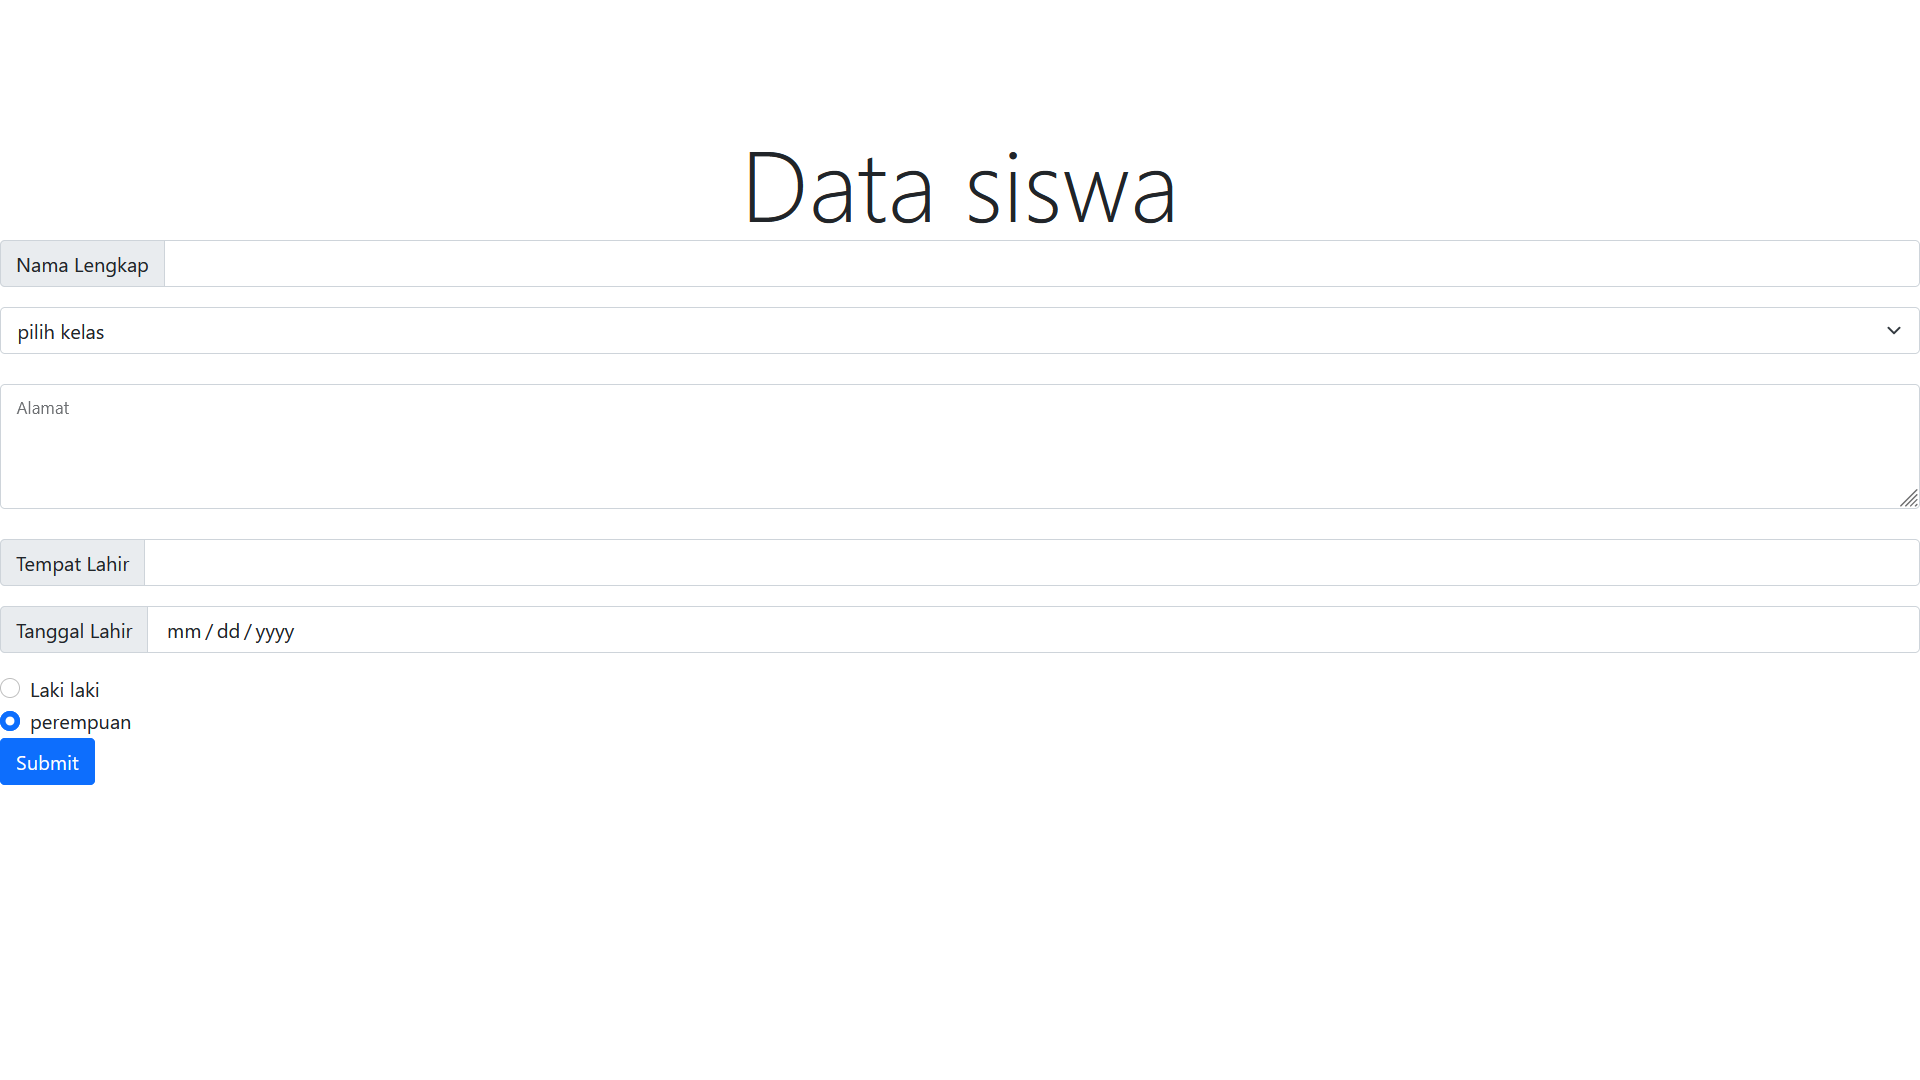 Data siswa
Nama Lengkap
pilih kelas
Alamat
Tempat Lahir
Tanggal Lahir mm/dd/yyyy
Laki laki
perempuan
Submit